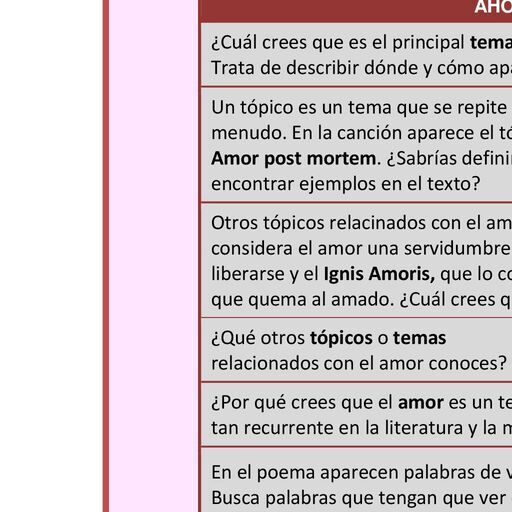 AHO
¿Cuál crees que es el principal tema
Trata de describir dónde y cómo apa
Un tópico es un tema que se repite
menudo. En la canción aparece el tó
Amor post mortem. ¿Sabrías defini
encontrar ejemplos en el texto?
Otros tópicos relacinados con el am
considera el amor una servidumbre
liberarse y el Ignis Amoris, que lo co
que quema al amado. ¿Cuál crees q
¿Qué otros tópicos o temas
relacionados con el amor conoces?
¿Por qué crees que el amor es un te
tan recurrente en la literatura y la m
En el poema aparecen palabras de v
Busca palabras que tengan que ver